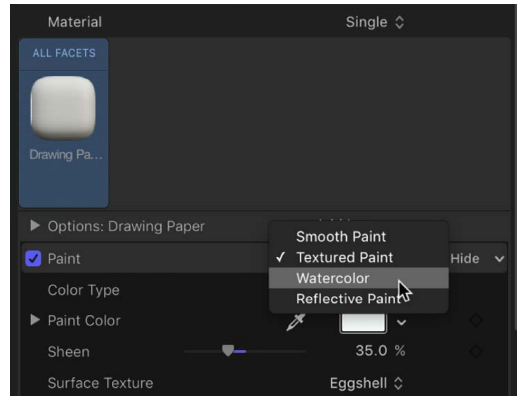 Material Single
ALL FACETS
Drawing Pa...
Options: Drawing Paper
Smooth Paint
Paint ✓ Textured Paint Hide
Watercolor
Color Type
Reflective Paint
Paint Color
Sheen 35.0 %
Surface Texture Eggshell